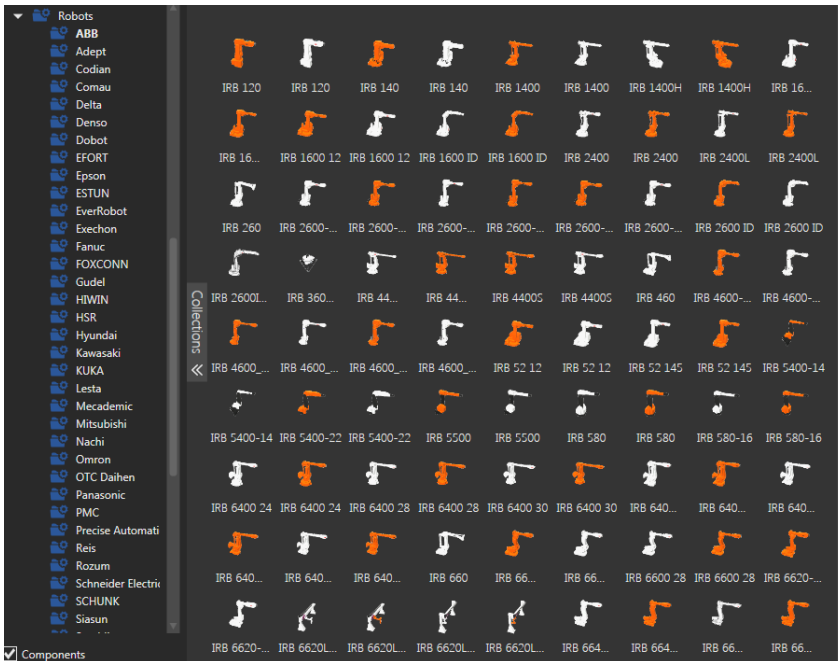 Robots
ABB
Adept
Codian
Comau
Delta
Denso
Dobot
EFORT
Epson
ESTUN
EverRobot
Exechon
Fanuc
FOXCONN
Gudel
HIWIN
HSR
Hyundai
Kawasaki
KUKA
Lesta
Mecademic
Mitsubishi
Nachi
Omron
OTC Daihen
Panasonic
PMC
Precise Automati
Reis
Rozum
Schneider Electri
SCHUNK
Siasun
Components
Collections
IRB 120 IRB 120 IRB 140 IRB 140 IRB 1400 IRB 1400 IRB 1400H IRB 1400H IRB 16...
IRB 16... IRB 1600 12 IRB 1600 12 IRB 1600 ID IRB 1600 ID IRB 2400 IRB 2400 IRB 2400L IRB 2400L
IRB 260 IRB 2600-... IRB 2600-... IRB 2600-... IRB 2600-... IRB 2600-... IRB 2600-... IRB 2600 ID IRB 2600 ID
IRB 2600I... IRB 360... IRB 44... IRB 44... IRB 4400S IRB 4400S IRB 460 IRB 4600-... IRB 4600-...
IRB 4600_... IRB 4600_... IRB 4600_... IRB 4600_... IRB 52 12 IRB 52 12 IRB 52 145 IRB 52 145 IRB 5400-14
IRB 5400-14 IRB 5400-22 IRB 5400-22 IRB 5500 IRB 5500 IRB 580 IRB 580 IRB 580-16 IRB 580-16
IRB 6400 24 IRB 6400 24 IRB 6400 28 IRB 6400 28 IRB 6400 30 IRB 6400 30 IRB 640... IRB 640... IRB 640...
IRB 640... IRB 640... IRB 640... IRB 660 IRB 66... IRB 66... IRB 6600 28 IRB 6600 28 IRB 6620-...
IRB 6620-... IRB 6620L... IRB 6620L... IRB 6620L... IRB 6620L... IRB 664... IRB 664... IRB 66... IRB 66...